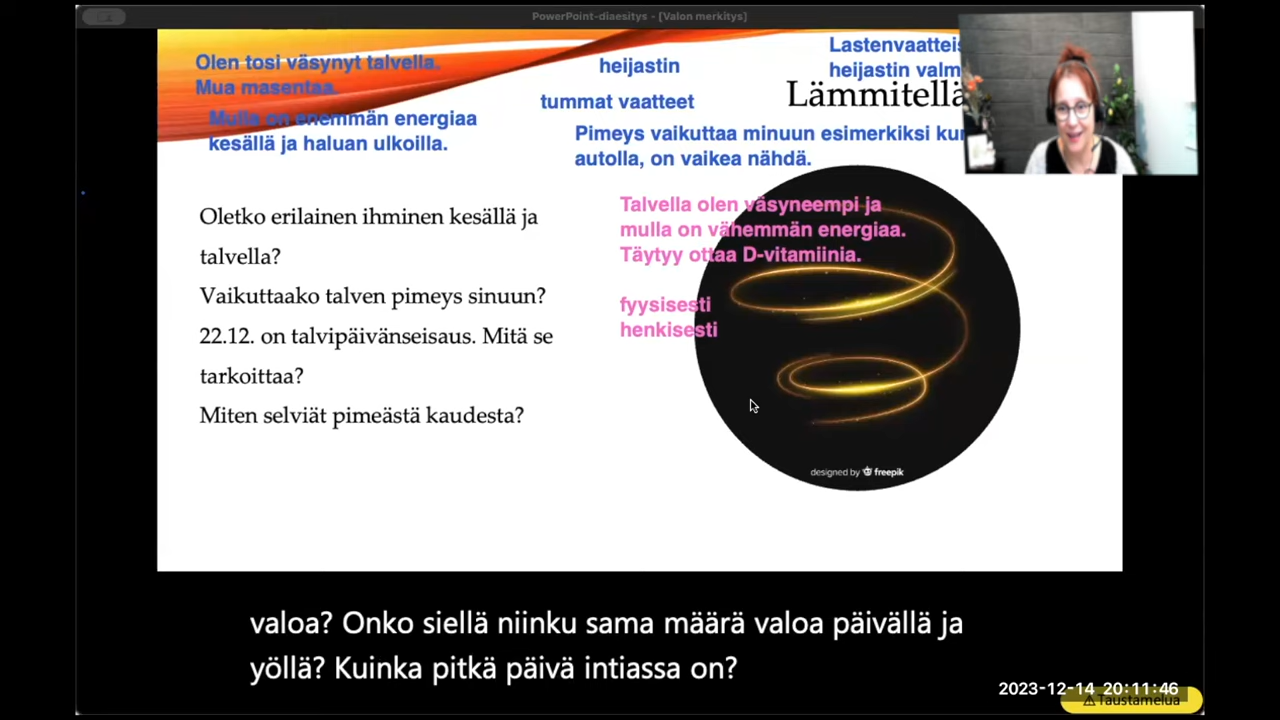 PowerPoint-diaesitys - [Valon merkitys]
Olen tosi väsynyt talvella.
Mua masentaa.
Mulla on enemmän energiaa
kesällä ja haluan ulkoilla.
heijastin
tummat vaatteet
Lastenvaatteis
heijastin valm
Lämmitellä
Pimeys vaikuttaa minuun esimerkiksi kun
autolla, on vaikea nähdä.
Oletko erilainen ihminen kesällä ja
talvella?
Vaikuttaako talven pimeys sinuun?
22.12. on talvipäivänseisaus. Mitä se
tarkoittaa?
Miten selviät pimeästä kaudesta?
Talvella olen väsyneempi ja
mulla on vähemmän energiaa.
Täytyy ottaa D-vitamiinia.
fyysisesti
henkisesti
designed by freepik
valoa? Onko siellä niinku sama määrä valoa päivällä ja
yöllä? Kuinka pitkä päivä intiassa on?
2023-12-14 20:11:46
Taustamelua